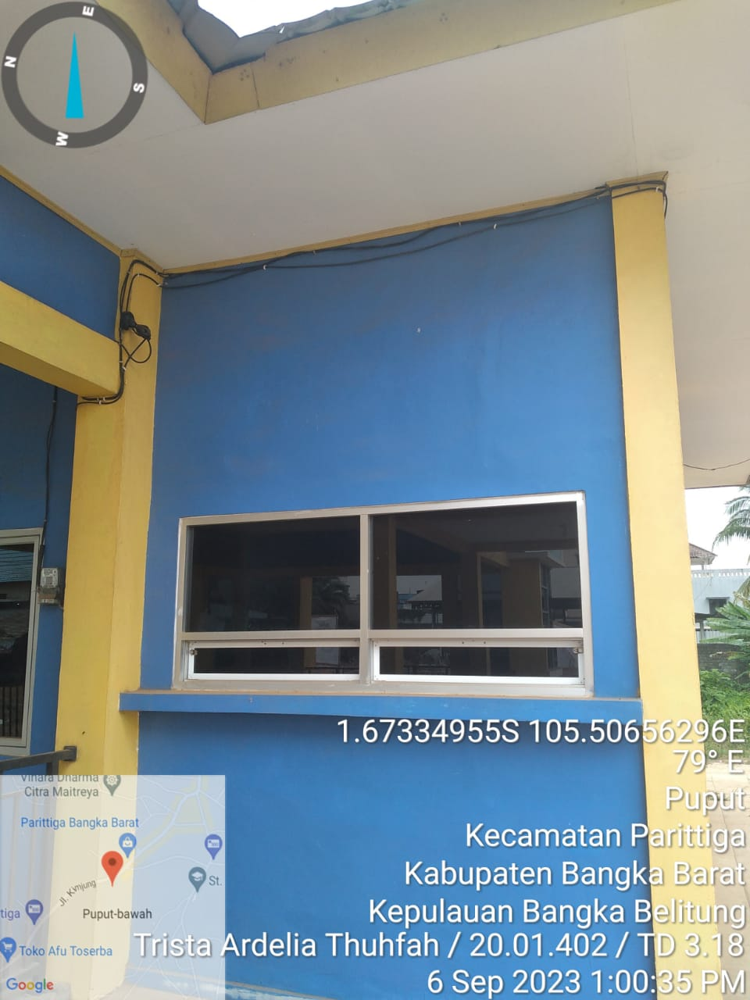 E
N
S
W
1.67334955S 105.50656296E
79° E
Puput
Kecamatan Parittiga
Kabupaten Bangka Barat
Kepulauan Bangka Belitung
Trista Ardelia Thuhfah / 20.01.402 / TD 3.18
6 Sep 2023 1:00:35 PM
Vihara Dharma
Citra Maitreya
Parittiga Bangka Barat
Jl. Kimjung
St.
tiga
Puput-bawah
Toko Afu Toserba
Google